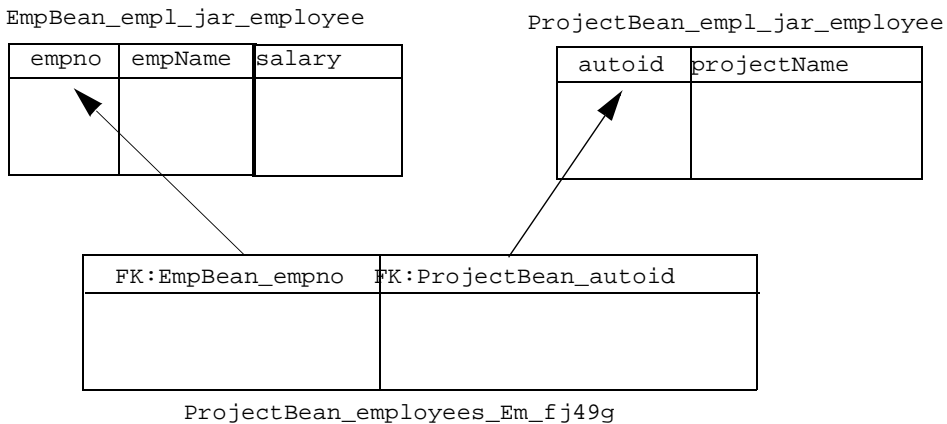 EmpBean_empl_jar_employee
ProjectBean_empl_jar_employee
empno empName salary
autoid projectName
FK:EmpBean_empno FK:ProjectBean_autoid
ProjectBean_employees_Em_fj49g